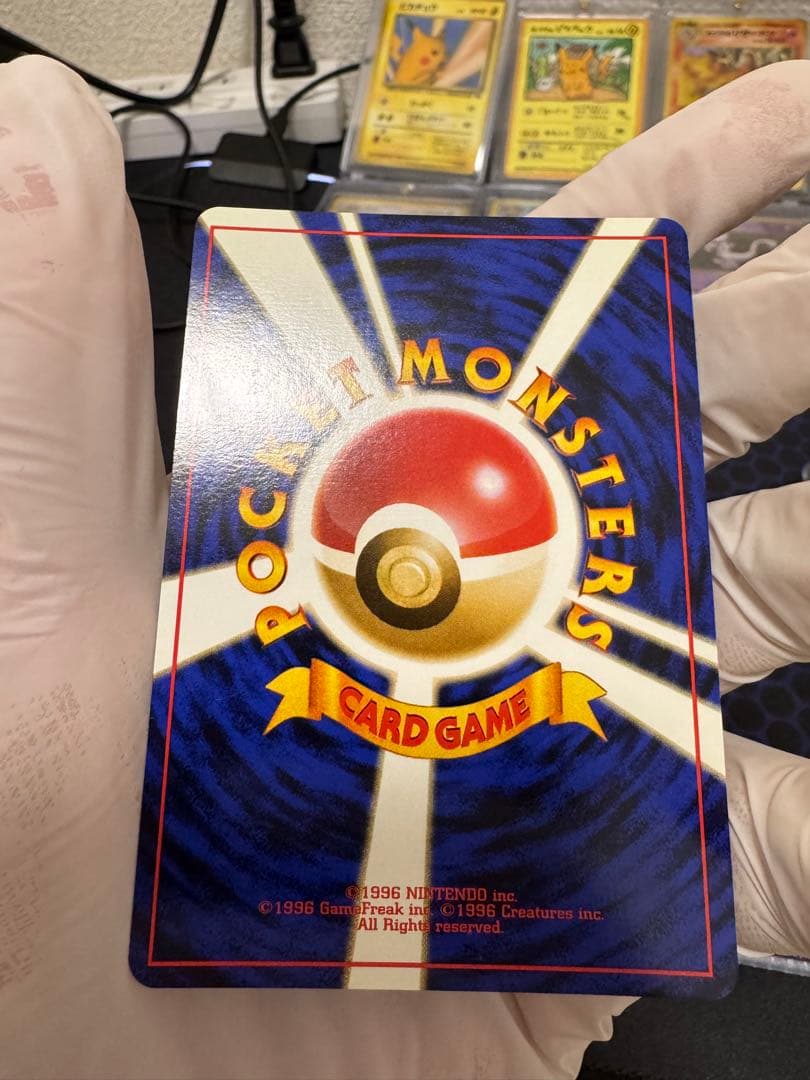 POCKET MONSTERS
CARD GAME
©1996 NINTENDO inc.
©1996 GameFreak inc. ©1996 Creatures inc.
All Rights reserved.